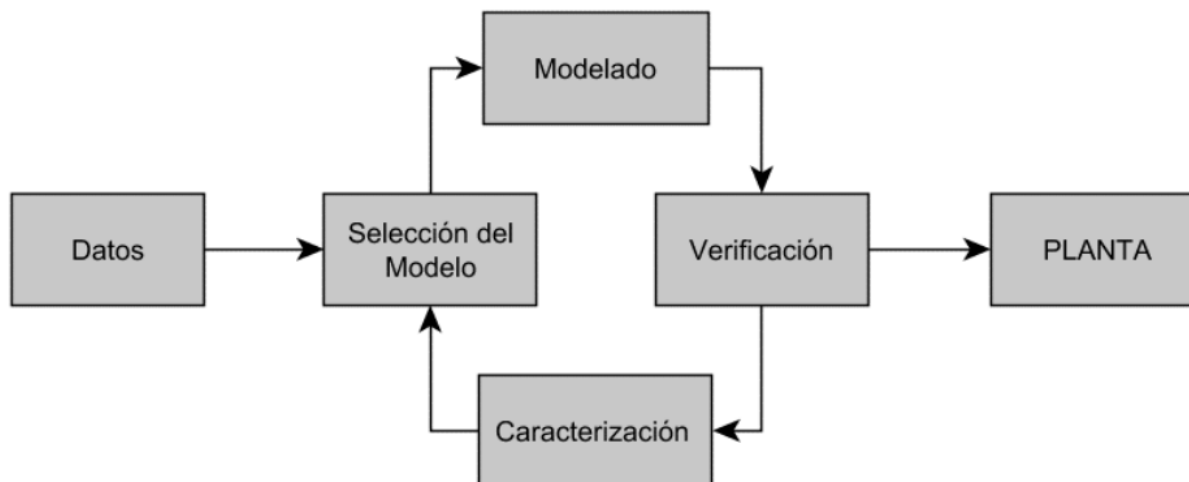 Modelado
Datos
Selección del
Modelo
Verificación
PLANTA
Caracterización